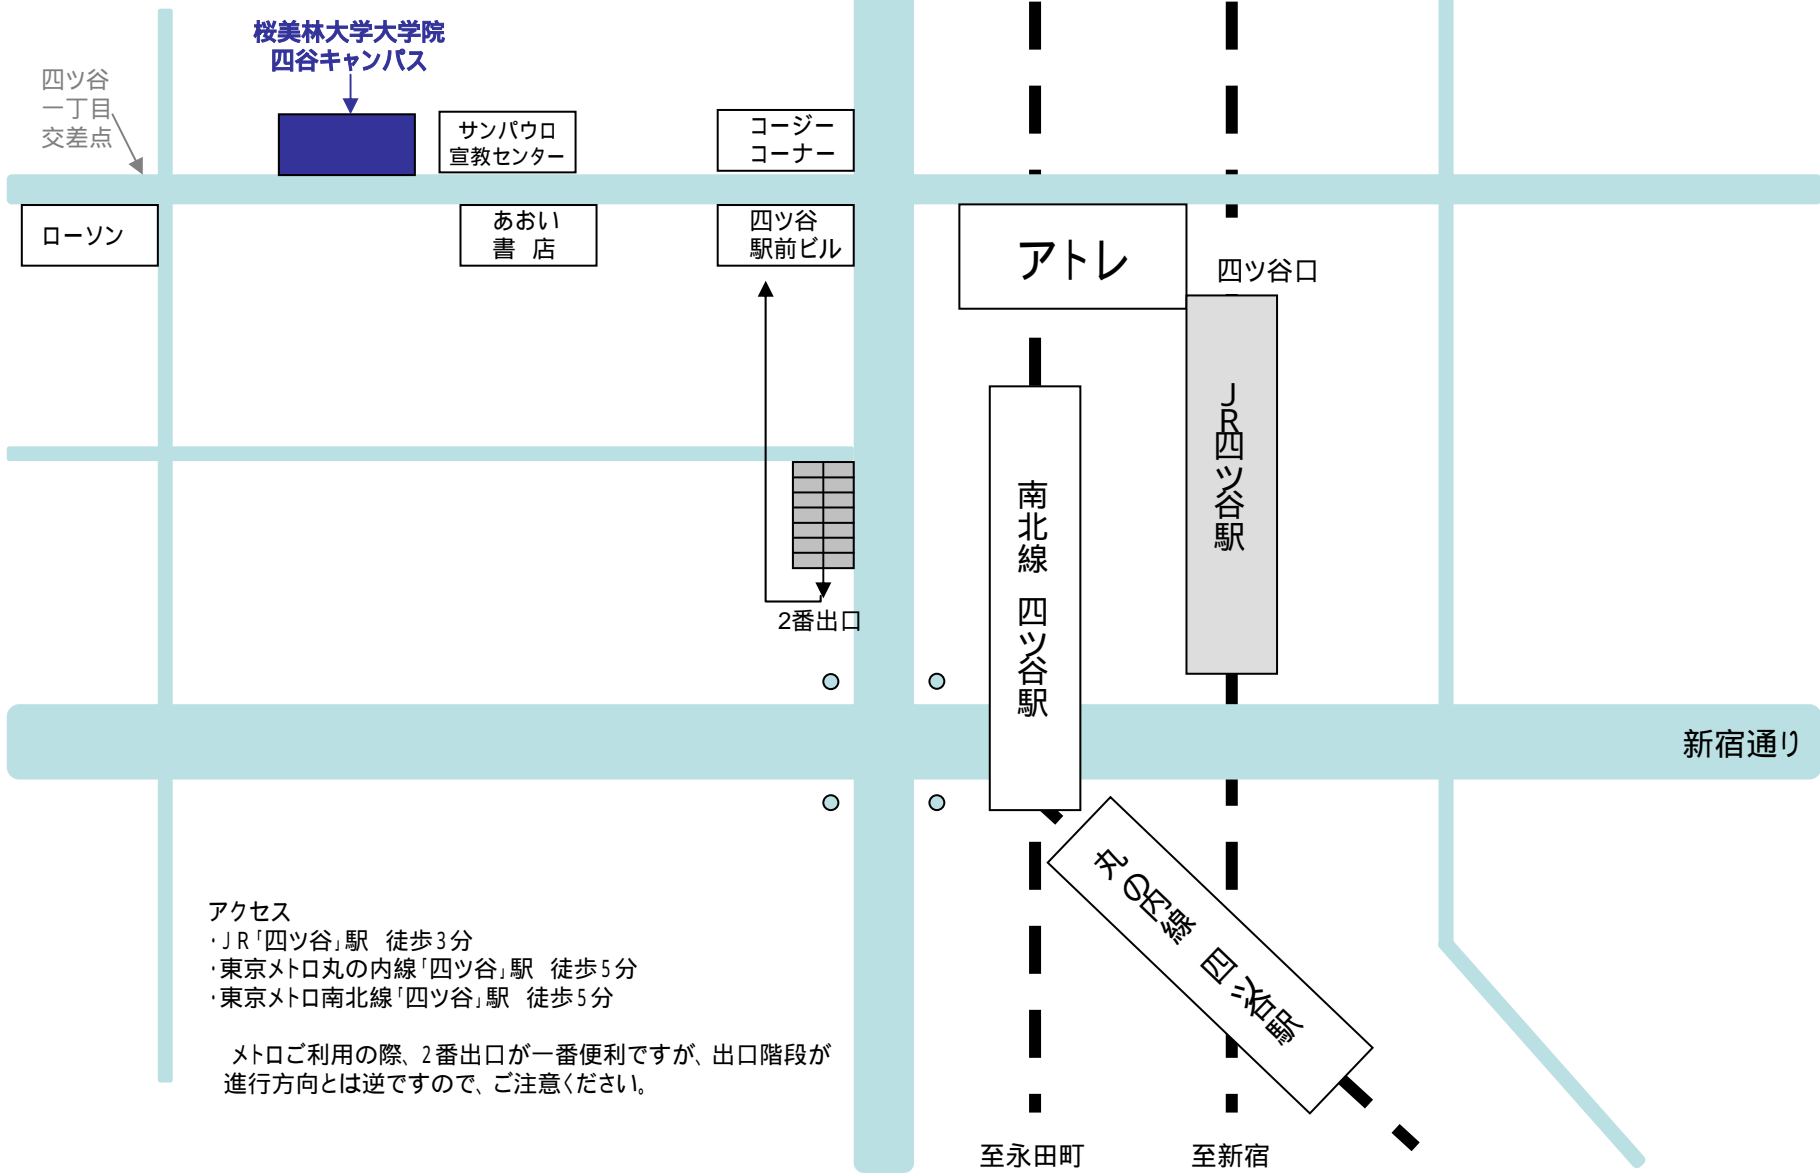 桜美林大学大学院
四谷キャンパス
四ツ谷
一丁目
交差点
サンパウロ
宣教センター
コージー
コーナー
ローソン
あおい
書 店
四ツ谷
駅前ビル
アトレ
四ツ谷口
JR四ツ谷駅
南北線 四ツ谷駅
2番出口
新宿通り
丸の内線 四ツ谷駅
アクセス
・JR「四ツ谷」駅 徒歩3分
・東京メトロ丸の内線「四ツ谷」駅 徒歩5分
・東京メトロ南北線「四ツ谷」駅 徒歩5分
メトロご利用の際、2番出口が一番便利ですが、出口階段が
進行方向とは逆ですので、ご注意ください。
至永田町
至新宿